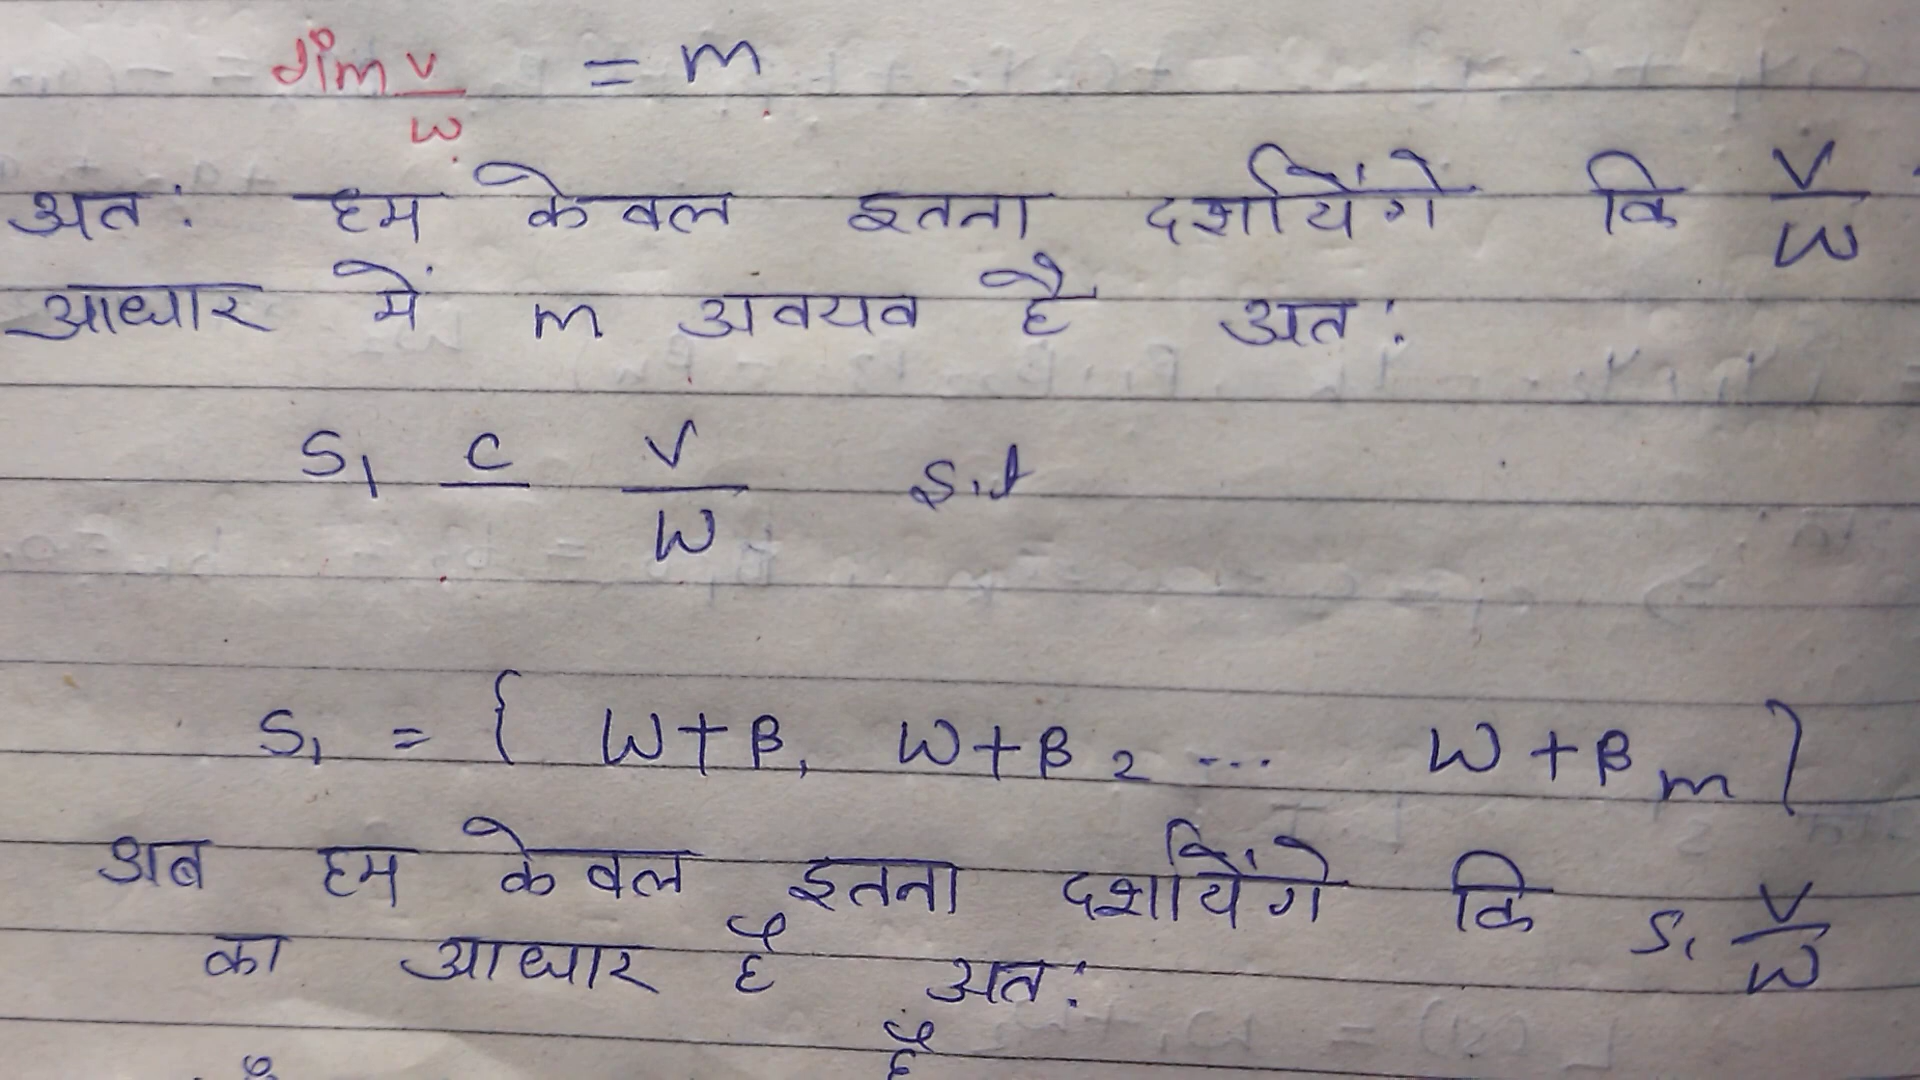 dim V/W = m
अतः हम केवल इतना दर्शायेंगे कि V/W
आधार में m अवयव है अतः
S₁ ⊆ V/W s.t
S₁ = { W+β₁ W+β₂ ... W+βₘ }
अब हम केवल इतना दर्शायेंगे कि S₁ V/W
का आधार है अतः
है